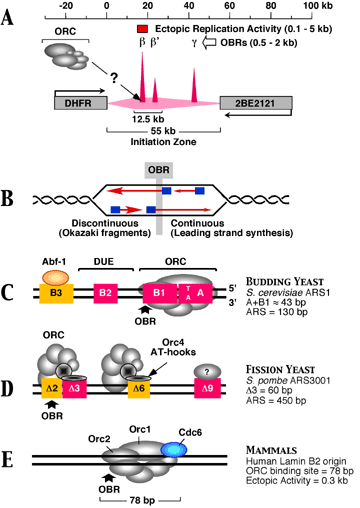 A
-30 -20 0 20 40 60 80 100 kb
ORC
Ectopic Replication Activity (0.1 - 5 kb)
β β' γ OBRs (0.5 - 2 kb)
?
DHFR
2BE2121
12.5 kb
55 kb
Initiation Zone
B
OBR
Discontinuous
(Okazaki fragments)
Continuous
(Leading strand synthesis)
C
Abf-1
DUE
ORC
B3 B2 B1 T A A
5'
3'
OBR
BUDDING YEAST
S. cerevisiae ARS1
A+B1 ≈ 43 bp
ARS = 130 bp
D
ORC
Orc4
AT-hooks
?
Δ2 Δ3 Δ6 Δ9
OBR
FISSION YEAST
S. pombe ARS3001
Δ3 = 60 bp
ARS = 450 bp
E
Orc2
Orc1
Cdc6
OBR
78 bp
MAMMALS
Human Lamin B2 origin
ORC binding site = 78 bp
Ectopic Activity = 0.3 kb